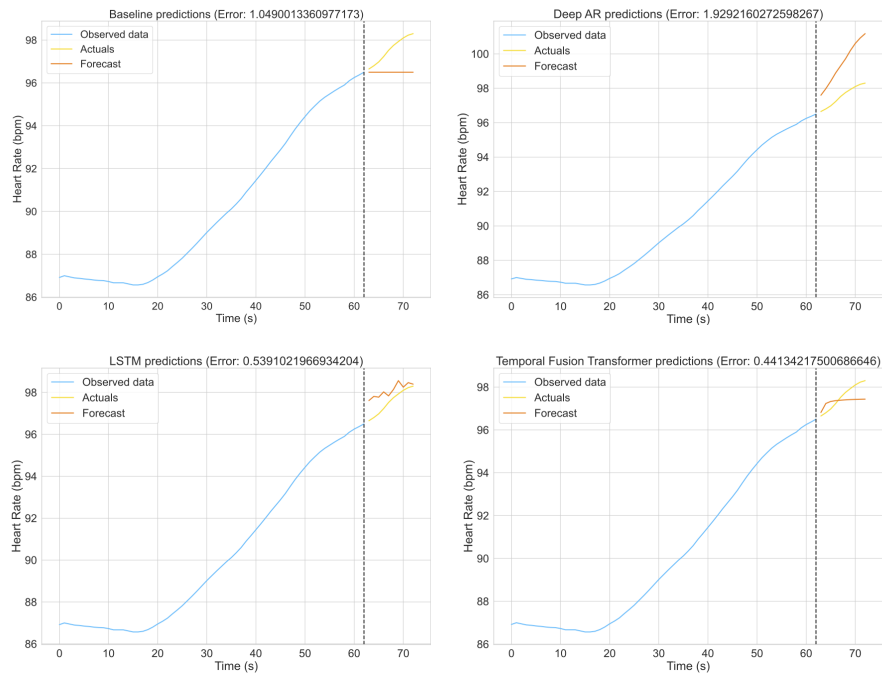 Baseline predictions (Error: 1.0490013360977173)
Observed data
Actuals
Forecast
98
96
94
92
90
88
86
Heart Rate (bpm)
0 10 20 30 40 50 60 70
Time (s)
Deep AR predictions (Error: 1.9292160272598267)
Observed data
Actuals
Forecast
100
98
96
94
92
90
88
86
Heart Rate (bpm)
0 10 20 30 40 50 60 70
Time (s)
LSTM predictions (Error: 0.5391021966934204)
Observed data
Actuals
Forecast
98
96
94
92
90
88
86
Heart Rate (bpm)
0 10 20 30 40 50 60 70
Time (s)
Temporal Fusion Transformer predictions (Error: 0.44134217500686646)
Observed data
Actuals
Forecast
98
96
94
92
90
88
86
Heart Rate (bpm)
0 10 20 30 40 50 60 70
Time (s)